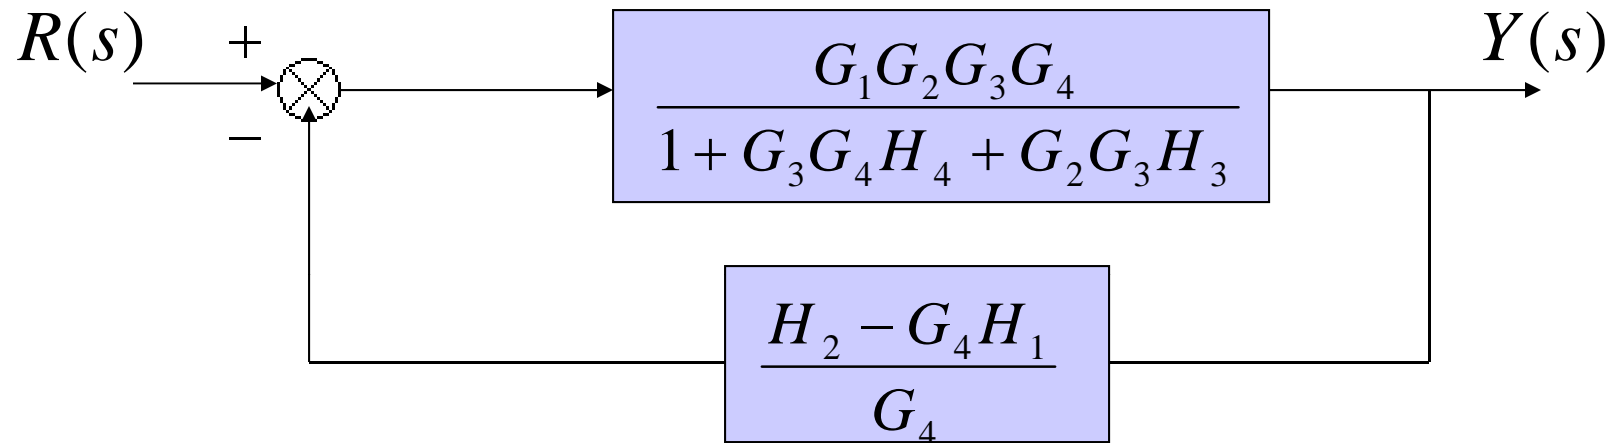 R(s) + Y(s)
−
G₁G₂G₃G₄
1 + G₃G₄H₄ + G₂G₃H₃
H₂ − G₄H₁
G₄